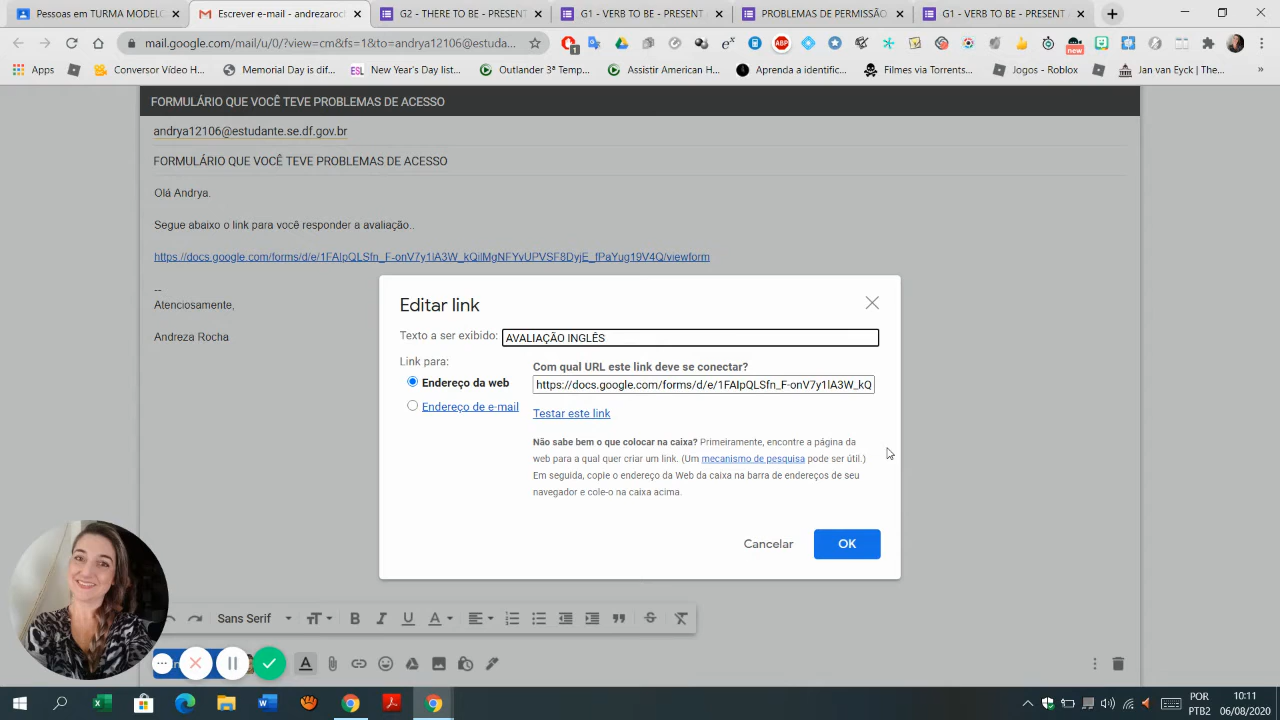 Pessoas em TURMA MODELO
Escrever e-mail - andrezaroch
G2 - THERE TO BE - PRESENT
G1 - VERB TO BE - PRESENT
PROBLEMAS DE PERMISSÃO
G1 - VERB TO BE - PRESENT
mail.google.com/mail/u/0/?view=cm&fs=1&to=andrya12106@estuda...
1
ABP
new
Apps
Conversor Vídeo
Memorial Day is dif...
ESL
New Year's Day list...
Outlander 3ª Temp...
Assistir American H...
Aprenda a identific...
Filmes via Torrents...
Jogos - Roblox
Jan van Eyck | The...
»
FORMULÁRIO QUE VOCÊ TEVE PROBLEMAS DE ACESSO
andrya12106@estudante.se.df.gov.br
FORMULÁRIO QUE VOCÊ TEVE PROBLEMAS DE ACESSO
Olá Andrya.
Segue abaixo o link para você responder a avaliação..
https://docs.google.com/forms/d/e/1FAIpQLSfn_F-onV7y1lA3W_kQilMgNFYvUPVSF8DyjE_fPaYug19V4Q/viewform
--
Atenciosamente,
Andreza Rocha
Editar link
Texto a ser exibido: AVALIAÇÃO INGLÊS
Link para:
Endereço da web
Endereço de e-mail
Com qual URL este link deve se conectar?
https://docs.google.com/forms/d/e/1FAIpQLSfn_F-onV7y1lA3W_kQ
Testar este link
Não sabe bem o que colocar na caixa? Primeiramente, encontre a página da
web para a qual quer criar um link. (Um mecanismo de pesquisa pode ser útil.)
Em seguida, copie o endereço da Web da caixa na barra de endereços de seu
navegador e cole-o na caixa acima.
Cancelar
OK
Sans Serif
POR
PTB2
10:11
06/08/2020